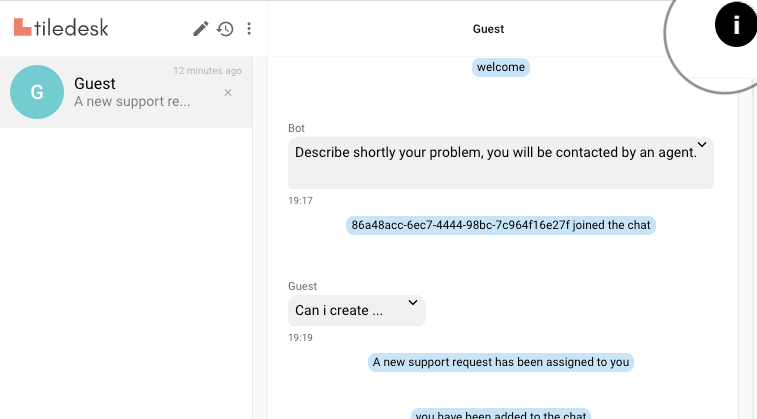 tiledesk
Guest
12 minutes ago
G
Guest
A new support re...
welcome
Bot
Describe shortly your problem, you will be contacted by an agent.
19:17
86a48acc-6ec7-4444-98bc-7c964f16e27f joined the chat
Guest
Can i create ...
19:19
A new support request has been assigned to you
you have been added to the chat